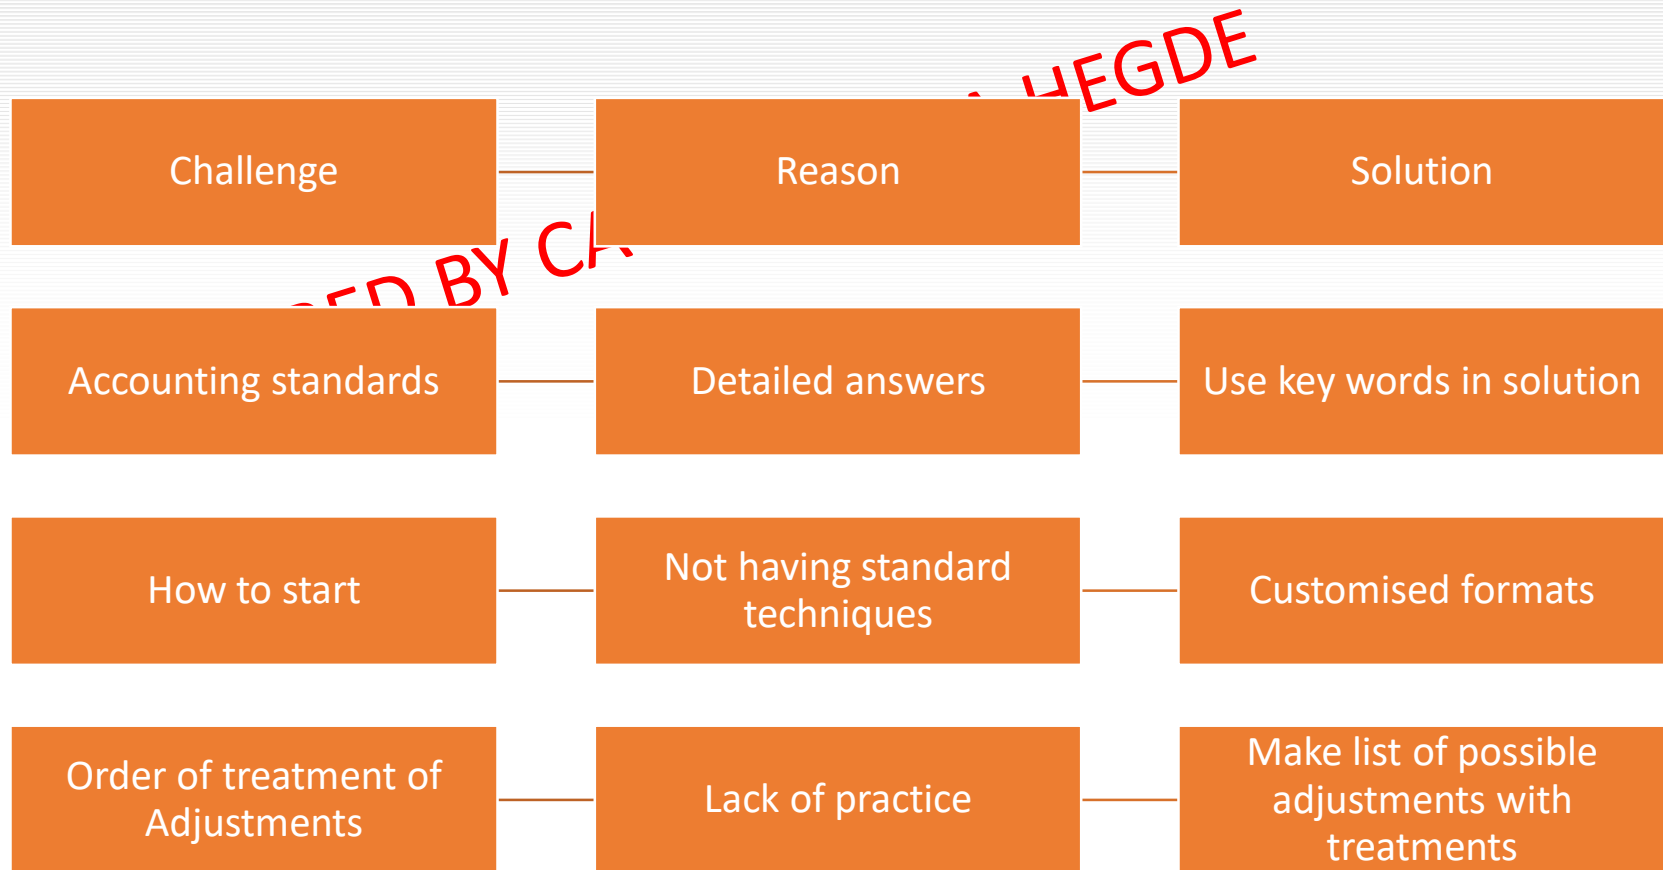 HEGDE
Challenge
Reason
Solution
BY CA
Accounting standards
Detailed answers
Use key words in solution
How to start
Not having standard
techniques
Customised formats
Order of treatment of
Adjustments
Lack of practice
Make list of possible
adjustments with
treatments